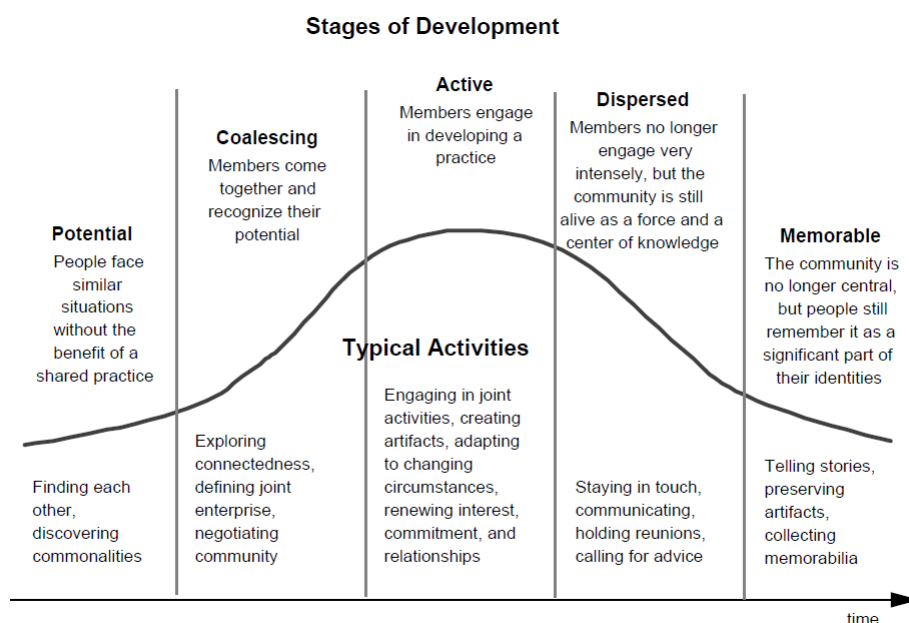 Stages of Development
Potential
People face
similar
situations
without the
benefit of a
shared practice
Coalescing
Members come
together and
recognize their
potential
Active
Members engage
in developing a
practice
Dispersed
Members no longer
engage very
intensely, but the
community is still
alive as a force and a
center of knowledge
Memorable
The community is
no longer central,
but people still
remember it as a
significant part of
their identities
Typical Activities
Finding each
other,
discovering
commonalities
Exploring
connectedness,
defining joint
enterprise,
negotiating
community
Engaging in joint
activities, creating
artifacts, adapting
to changing
circumstances,
renewing interest,
commitment, and
relationships
Staying in touch,
communicating,
holding reunions,
calling for advice
Telling stories,
preserving
artifacts,
collecting
memorabilia
time